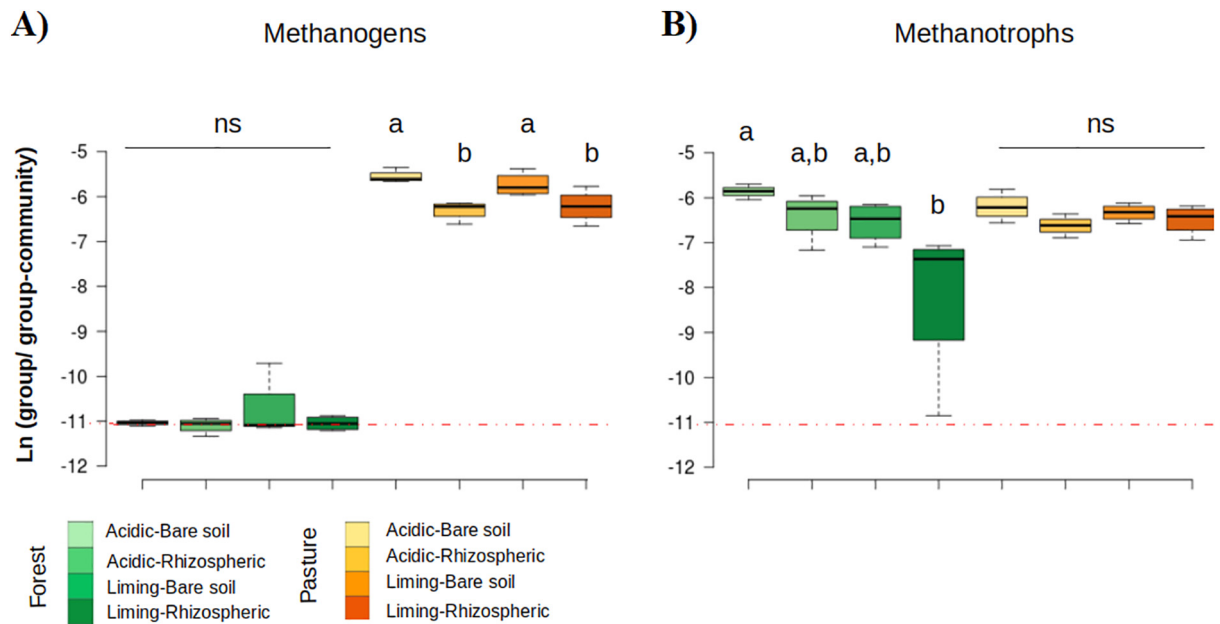 A)
Methanogens
ns
a
b
a
b
Ln (group/ group-community)
-5
-6
-7
-8
-9
-10
-11
-12
B)
Methanotrophs
a
a,b
a,b
b
ns
-5
-6
-7
-8
-9
-10
-11
-12
Forest
Acidic-Bare soil
Acidic-Rhizospheric
Liming-Bare soil
Liming-Rhizospheric
Pasture
Acidic-Bare soil
Acidic-Rhizospheric
Liming-Bare soil
Liming-Rhizospheric